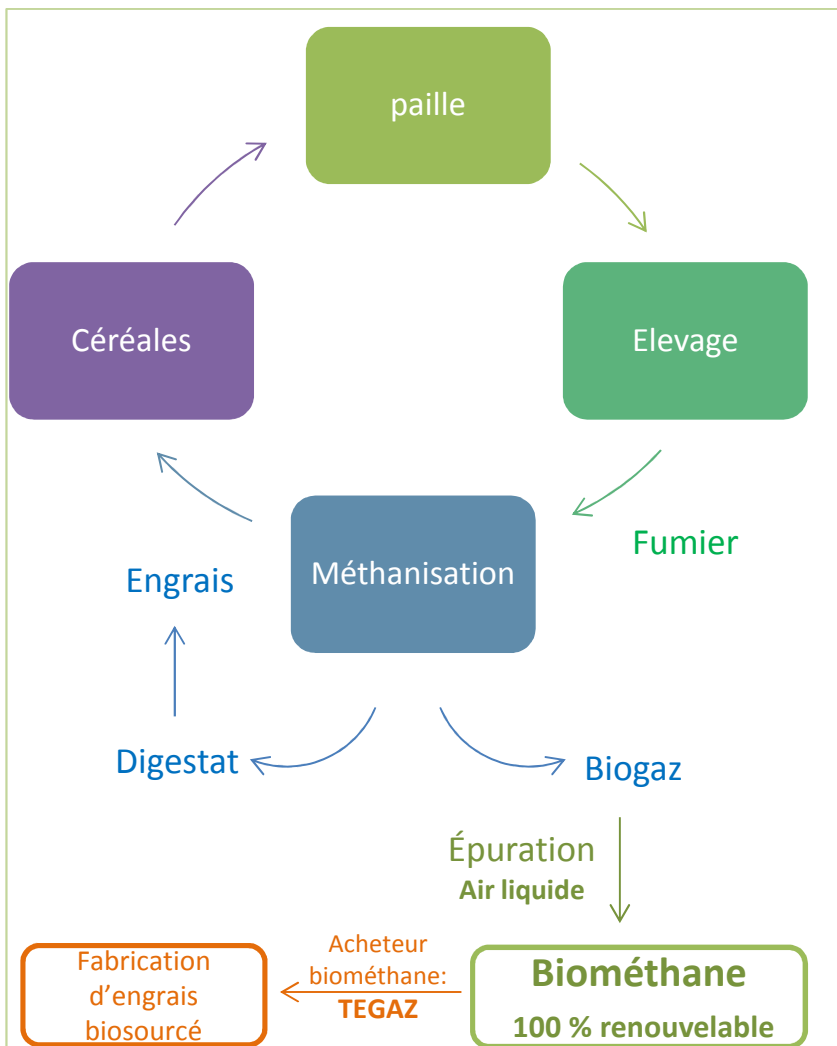 paille
Céréales
Elevage
Méthanisation
Fumier
Engrais
Digestat
Biogaz
Épuration
Air liquide
Biométhane
100 % renouvelable
Acheteur
biométhane:
TEGAZ
Fabrication
d’engrais
biosourcé